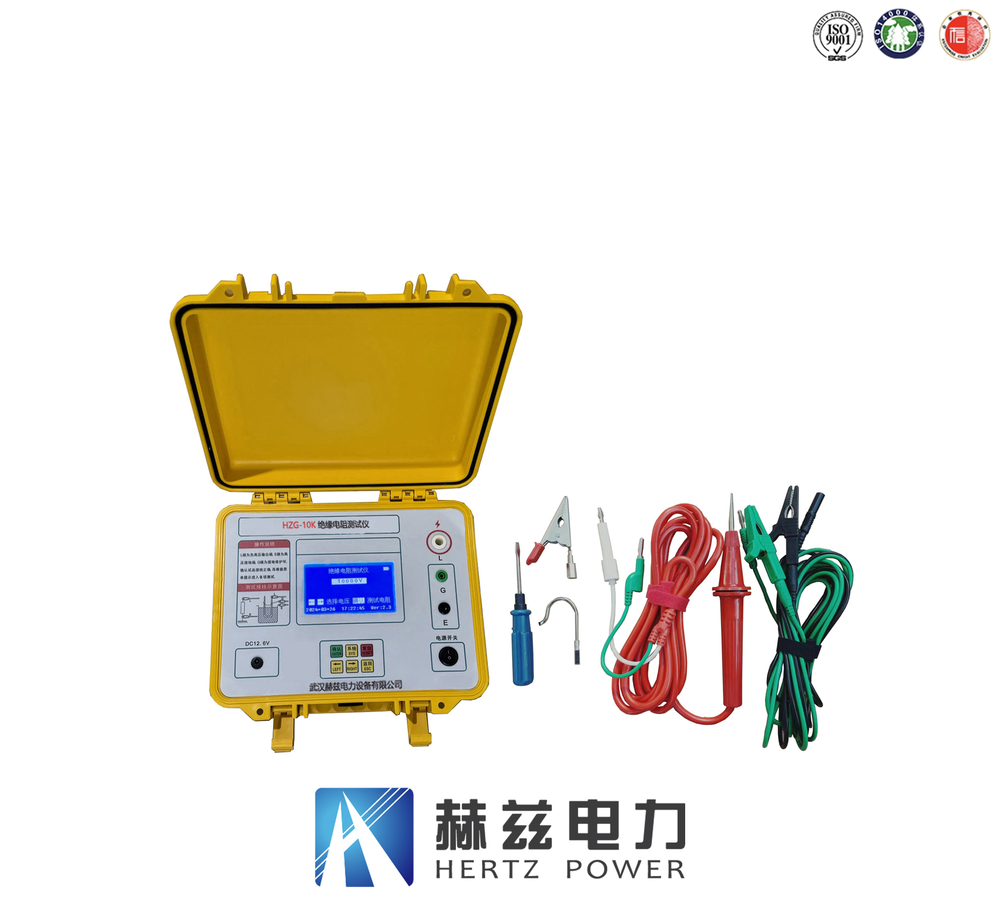 QUALITY ASSURED FIRM
ISO
9001
SGS
ISO14000
信
ENTERPRISE CREDIT EVALUATION
HZG-10K 绝缘电阻测试仪
操作说明
L端为负高压输出端, E端为高
压接地端, G端为接地保护环,
确认试品接线正确, 再根据菜
单提示进入各项测试.
测试接线示意图
绝缘电阻测试仪
10000V
选择电压 确认 测试电阻
2024-03-26 17:22:45 Ver:2.3
L
G
E
DC12.6V
电源开关
确认 ENTER
系统 SYS
复位 RESET
LEFT
RIGHT
返回 ESC
武汉赫兹电力设备有限公司
赫兹电力
HERTZ POWER